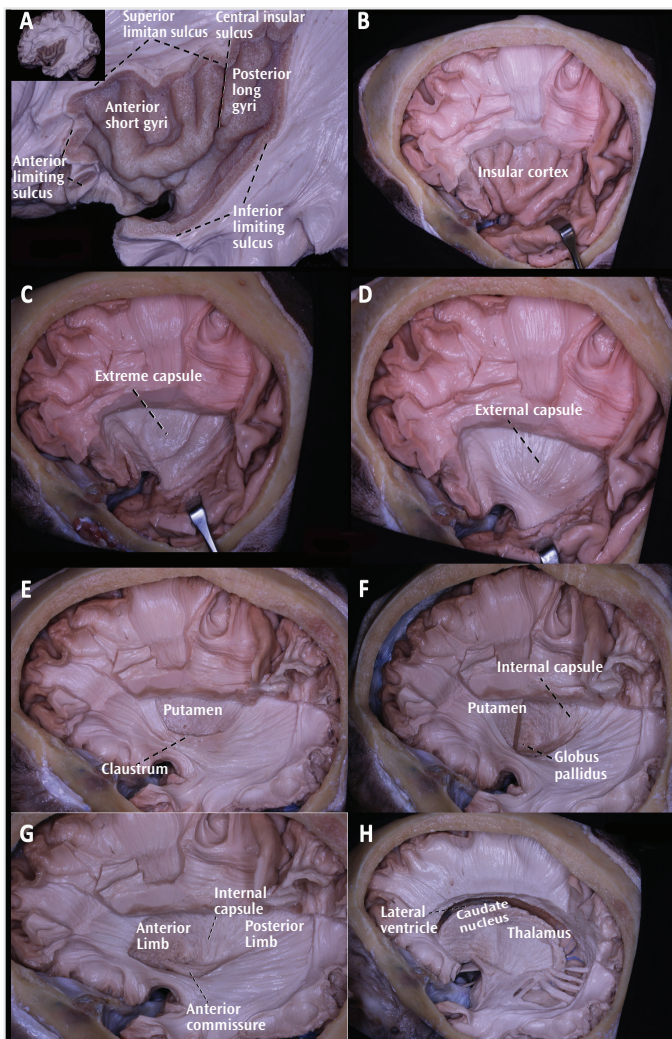 A
Superior
limitan sulcus
Central insular
sulcus
Posterior
long
gyri
Anterior
short gyri
Anterior
limiting
sulcus
Inferior
limiting
sulcus
B
Insular cortex
C
Extreme capsule
D
External capsule
E
Putamen
Claustrum
F
Internal capsule
Putamen
Globus
pallidus
G
Internal
capsule
Anterior
Limb
Posterior
Limb
Anterior
commissure
H
Lateral
ventricle
Caudate
nucleus
Thalamus